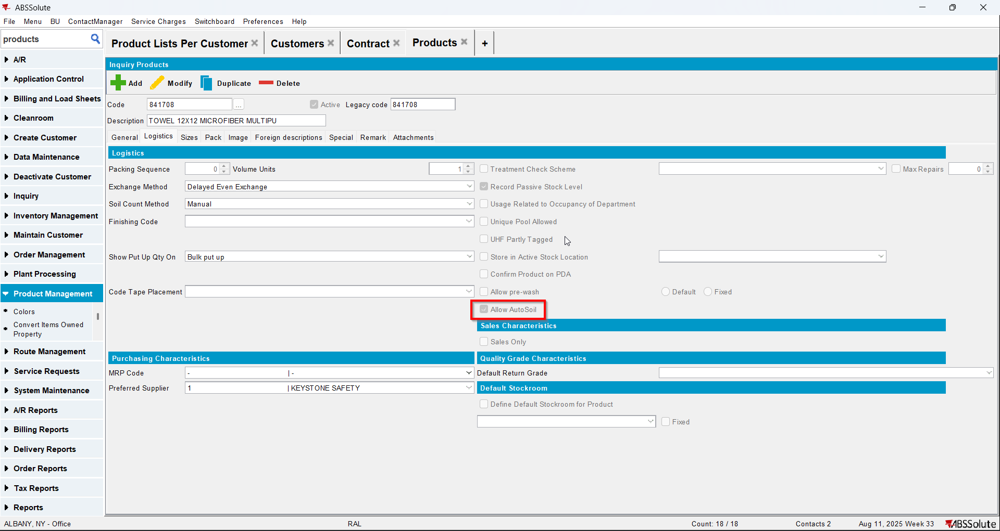 ABSSolute
File Menu BU ContactManager Service Charges Switchboard Preferences Help
products
Product Lists Per Customer Customers Contract Products +
A/R
Application Control
Billing and Load Sheets
Cleanroom
Create Customer
Data Maintenance
Deactivate Customer
Inquiry
Inventory Management
Maintain Customer
Order Management
Plant Processing
Product Management
Colors
Convert Items Owned
Property
Route Management
Service Requests
System Maintenance
A/R Reports
Billing Reports
Delivery Reports
Order Reports
Tax Reports
Reports
Inquiry Products
Add Modify Duplicate Delete
Code 841708 ... Active Legacy code 841708
Description TOWEL 12X12 MICROFIBER MULTIPU
General Logistics Sizes Pack Image Foreign descriptions Special Remark Attachments
Logistics
Packing Sequence 0 Volume Units 1 Treatment Check Scheme Max Repairs 0
Exchange Method Delayed Even Exchange Record Passive Stock Level
Soil Count Method Manual Usage Related to Occupancy of Department
Finishing Code Unique Pool Allowed
UHF Partly Tagged
Show Put Up Qty On Bulk put up Store in Active Stock Location
Confirm Product on PDA
Code Tape Placement Allow pre-wash Default Fixed
Allow AutoSoil
Sales Characteristics
Sales Only
Purchasing Characteristics Quality Grade Characteristics
MRP Code - | - Default Return Grade
Preferred Supplier 1 | KEYSTONE SAFETY Default Stockroom
Define Default Stockroom for Product
Fixed
ALBANY, NY - Office RAL Count: 18 / 18 Contacts 2 Aug 11, 2025 Week 33 ABSSolute